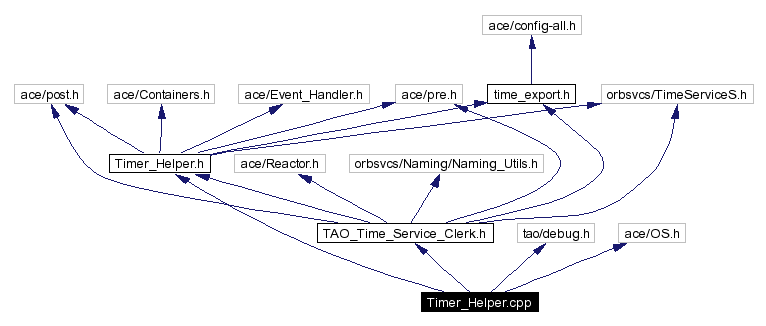 ace/config-all.h
ace/post.h
ace/Containers.h
ace/Event_Handler.h
ace/pre.h
time_export.h
orbsvcs/TimeServiceS.h
Timer_Helper.h
ace/Reactor.h
orbsvcs/Naming/Naming_Utils.h
TAO_Time_Service_Clerk.h
tao/debug.h
ace/OS.h
Timer_Helper.cpp